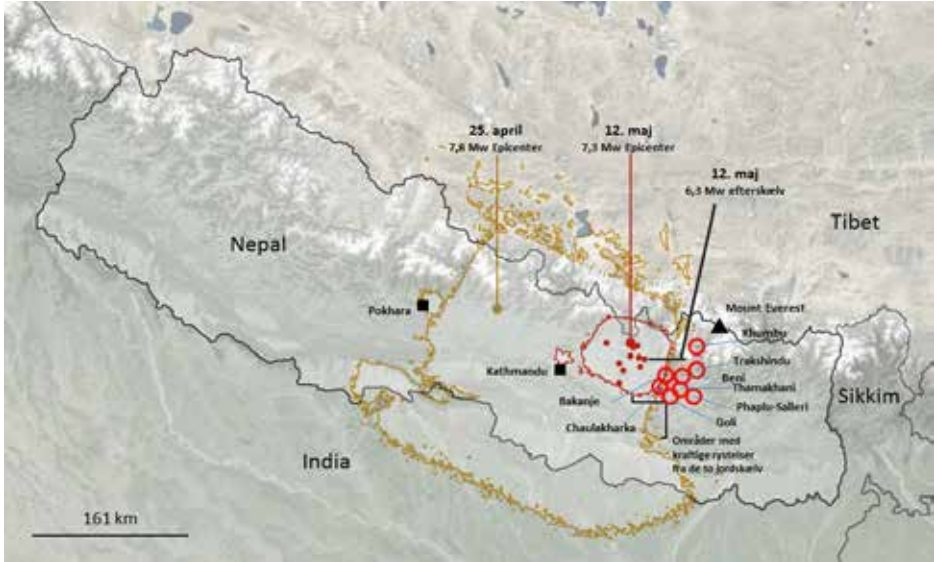 25. april
7,8 Mw Epicenter
12. maj
7,3 Mw Epicenter
12. maj
6,3 Mw efterskælv
Tibet
Nepal
Pokhara
Mount Everest
Khumbu
Kathmandu
Trakshindu
Beni
Thamakhani
Sikkim
Bakanje
Phaplu-Salleri
Goli
Chaulakharka
Områder med
kraftige rystelser
fra de to jordskælv
India
161 km